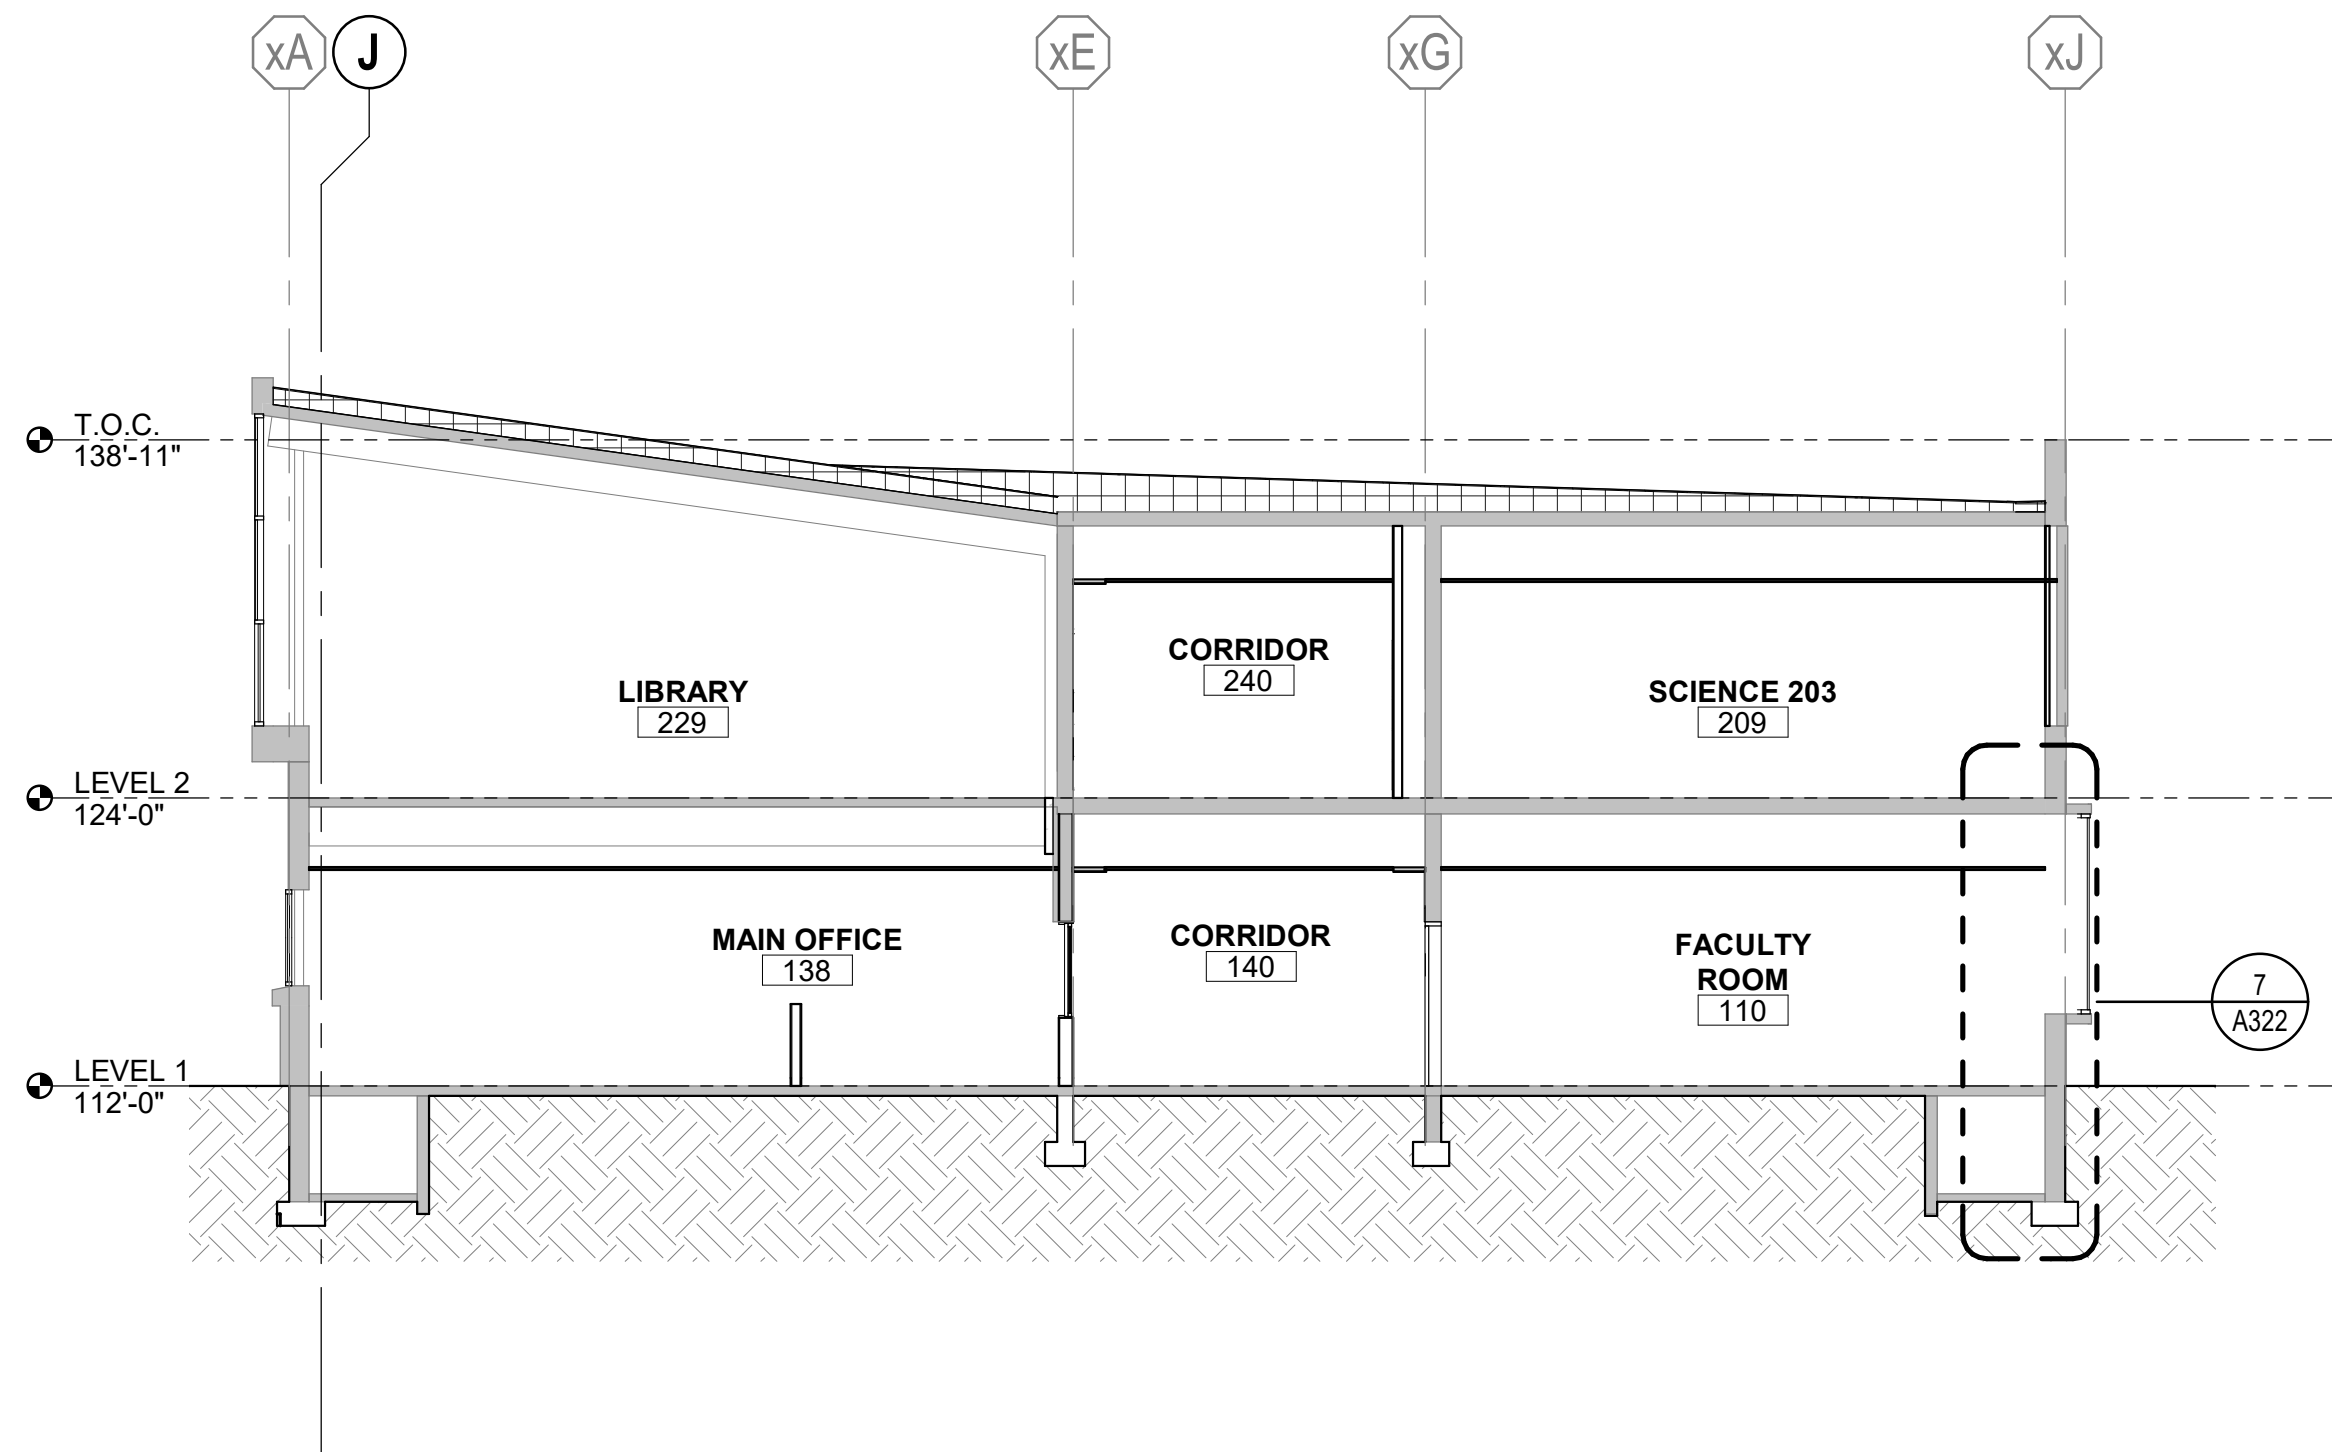 xA
J
xE
xG
xJ
T.O.C.
138'-11"
CORRIDOR
240
LIBRARY
229
SCIENCE 203
209
LEVEL 2
124'-0"
MAIN OFFICE
138
CORRIDOR
140
FACULTY
ROOM
110
7
A322
LEVEL 1
112'-0"